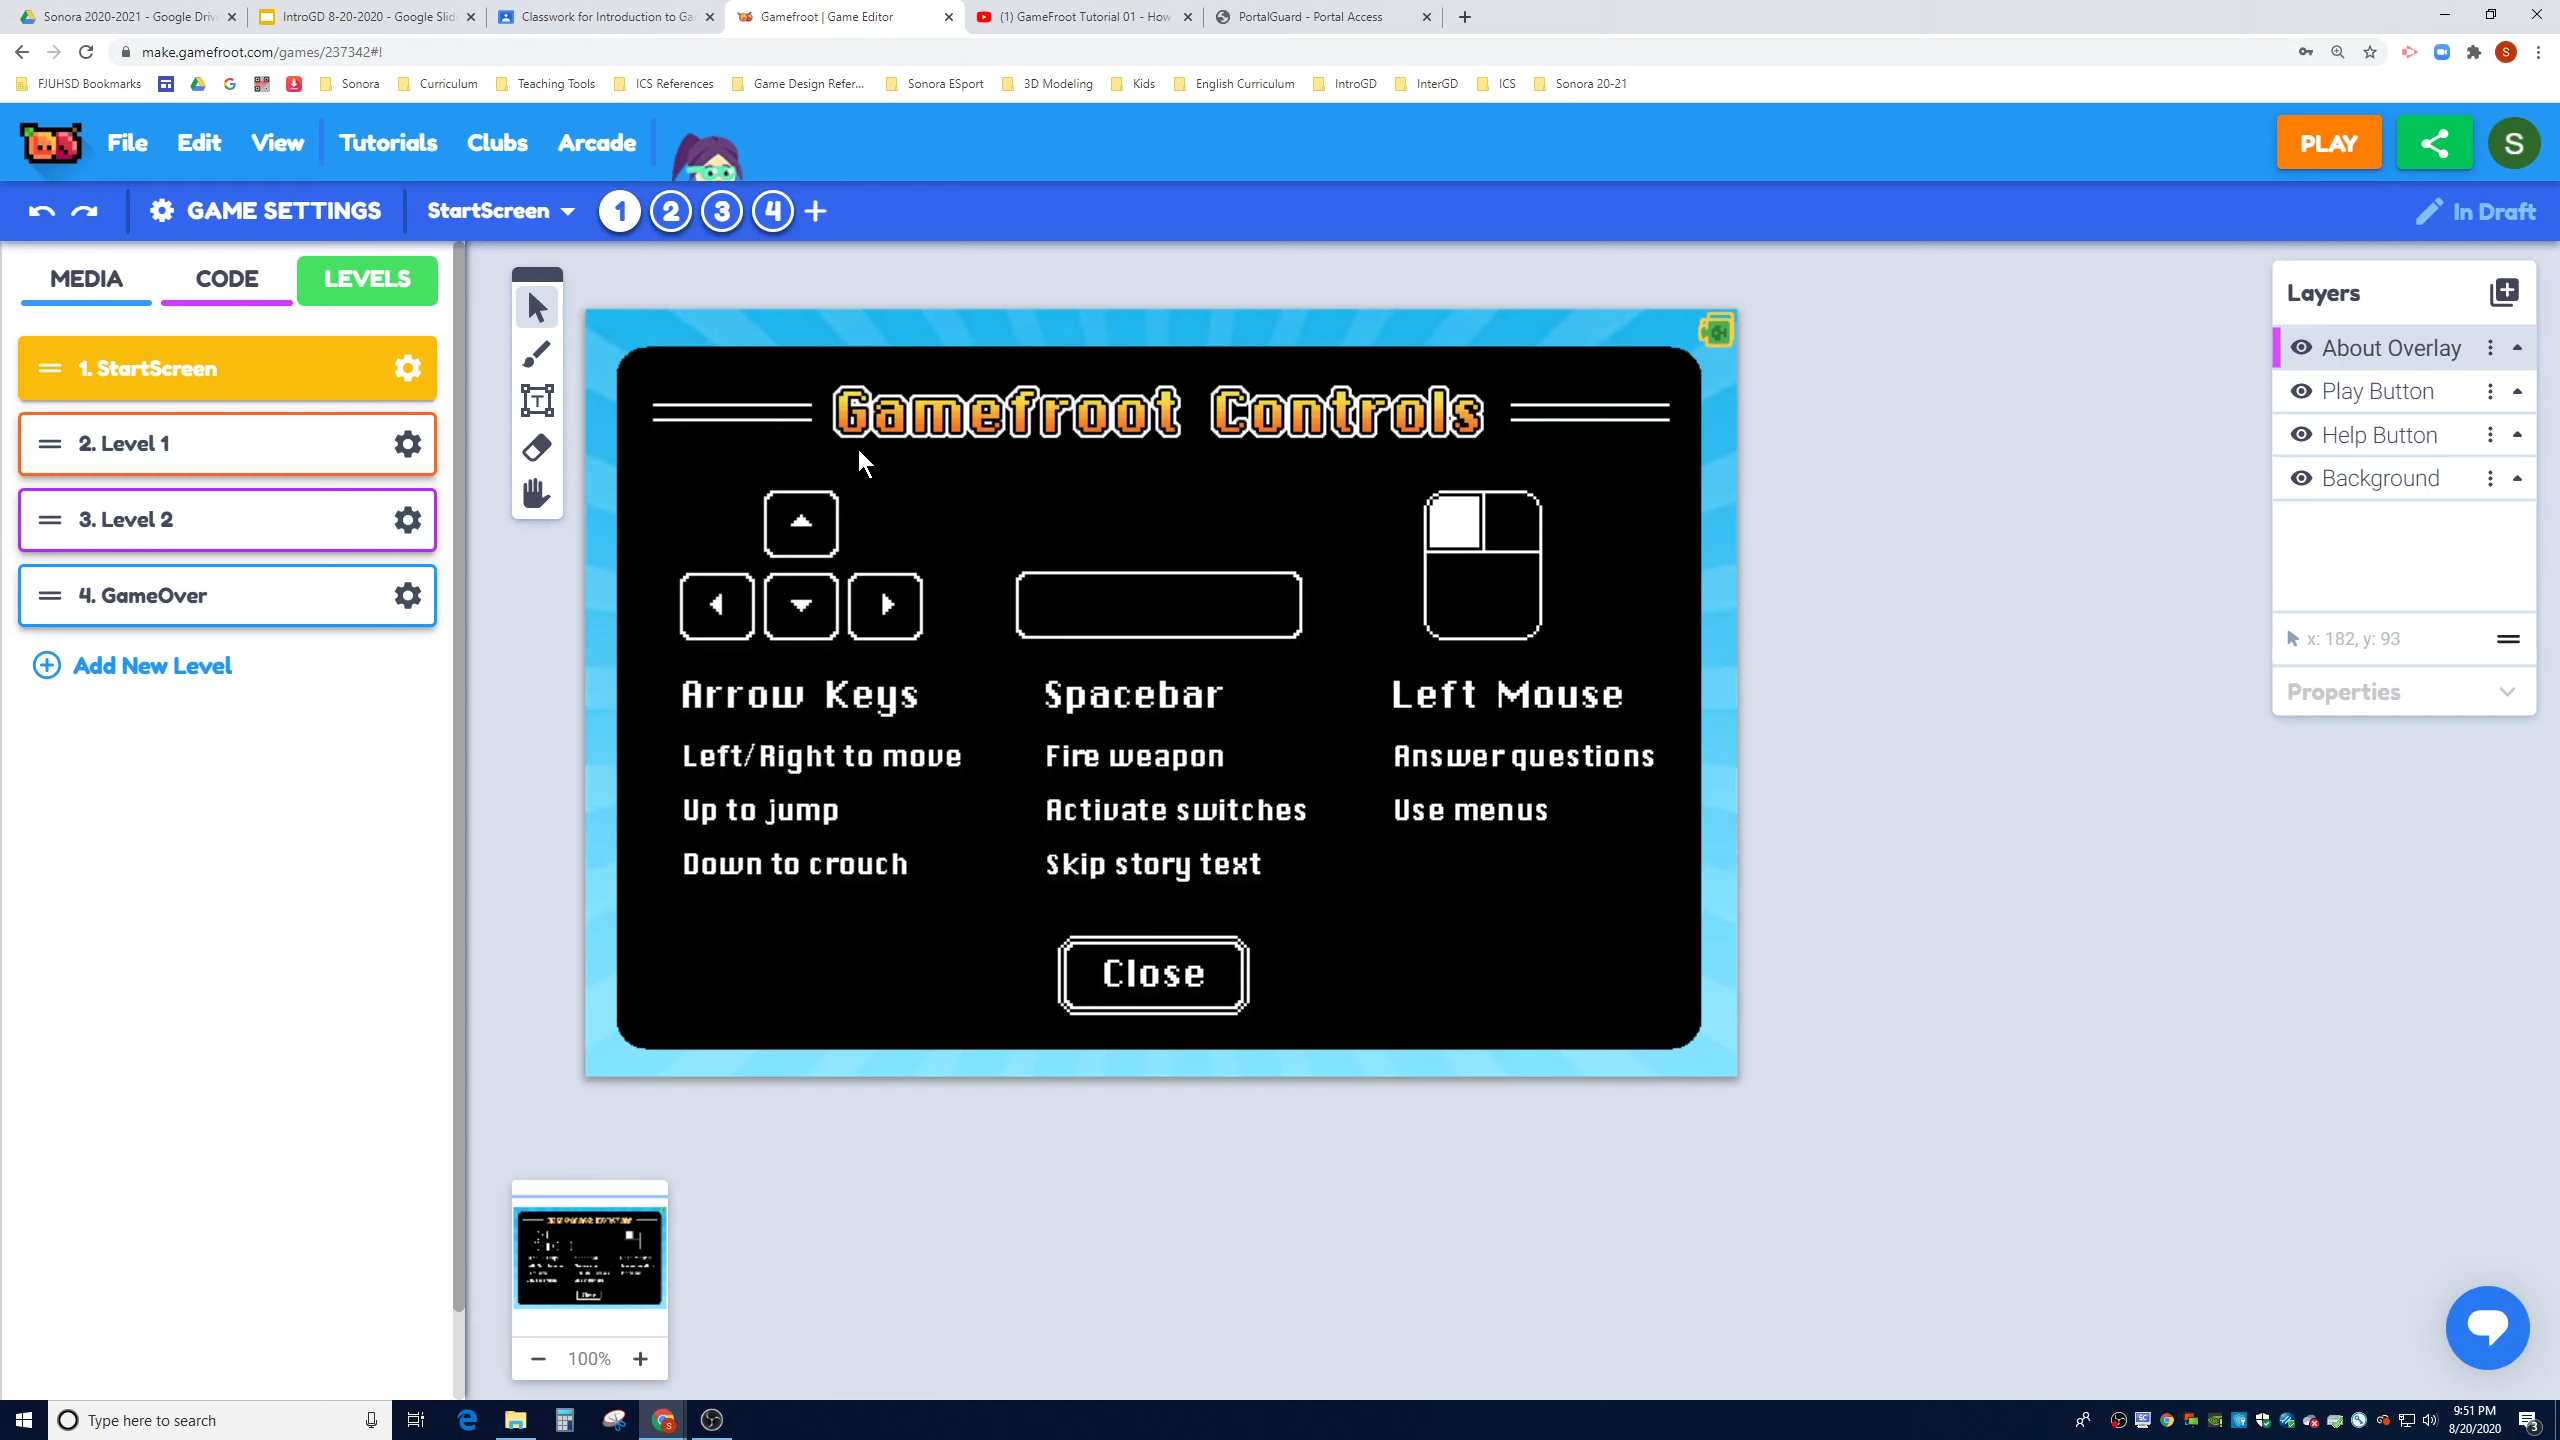 Sonora 2020-2021 - Google Driv
IntroGD 8-20-2020 - Google Slid
Classwork for Introduction to Ga
Gamefroot | Game Editor
(1) GameFroot Tutorial 01 - How
PortalGuard - Portal Access
make.gamefroot.com/games/237342#!
S
FJUHSD Bookmarks
Sonora
Curriculum
Teaching Tools
ICS References
Game Design Refer...
Sonora ESport
3D Modeling
Kids
English Curriculum
IntroGD
InterGD
ICS
Sonora 20-21
File
Edit
View
Tutorials
Clubs
Arcade
PLAY
S
GAME SETTINGS
StartScreen
1
2
3
4
In Draft
MEDIA
CODE
LEVELS
1. StartScreen
2. Level 1
3. Level 2
4. GameOver
Add New Level
T
Gamefroot Controls
Arrow Keys
Left/Right to move
Up to jump
Down to crouch
Spacebar
Fire weapon
Activate switches
Skip story text
Left Mouse
Answer questions
Use menus
Close
Layers
About Overlay
Play Button
Help Button
Background
x: 182, y: 93
Properties
100%
Type here to search
9:51 PM
8/20/2020
3